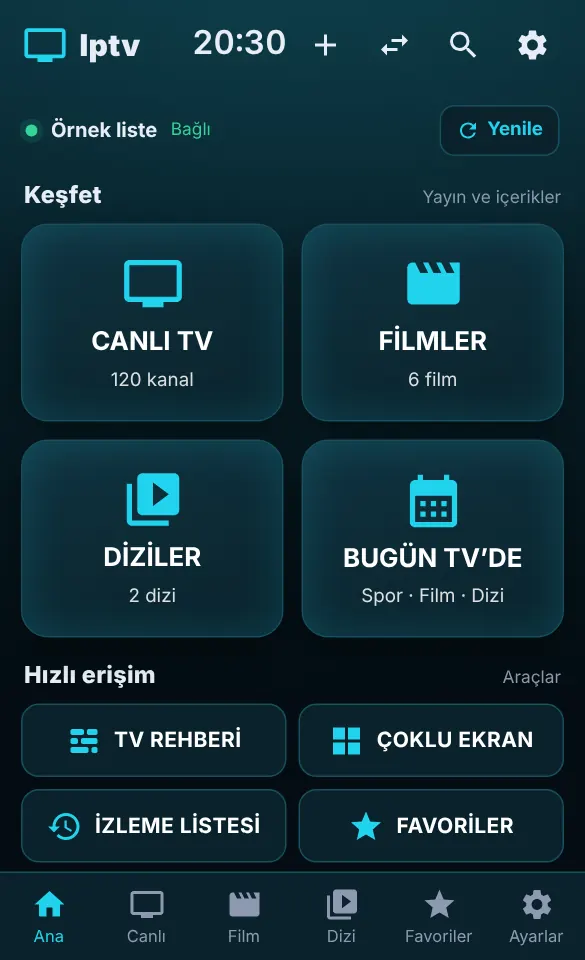 Iptv 20:30
Örnek liste Bağlı Yenile
Keşfet Yayın ve içerikler
CANLI TV
120 kanal
FİLMLER
6 film
DİZİLER
2 dizi
BUGÜN TV’DE
Spor · Film · Dizi
Hızlı erişim Araçlar
TV REHBERİ
ÇOKLU EKRAN
İZLEME LİSTESİ
FAVORİLER
Ana Canlı Film Dizi Favoriler Ayarlar